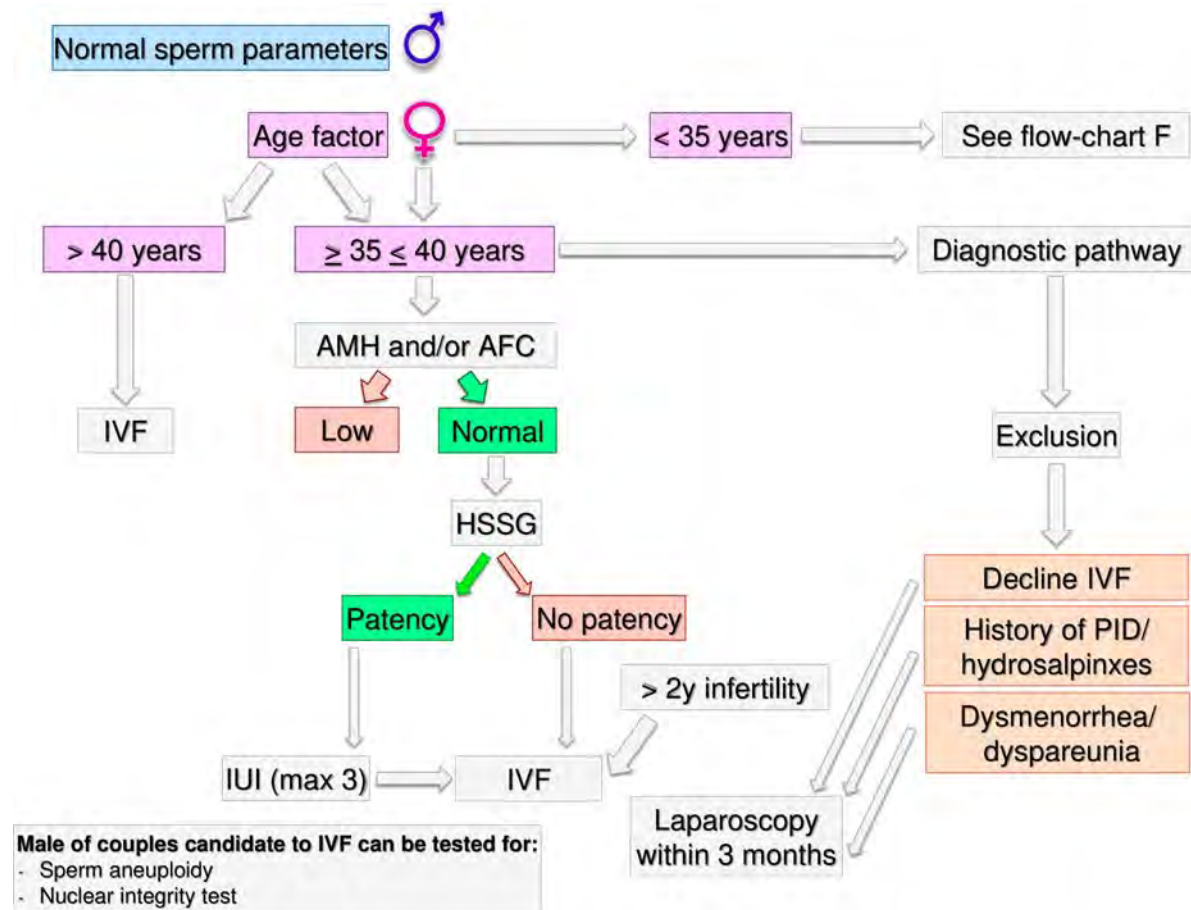 Normal sperm parameters
Age factor
< 35 years
See flow-chart F
> 40 years
≥ 35 ≤ 40 years
Diagnostic pathway
AMH and/or AFC
IVF
Low
Normal
Exclusion
HSSG
Decline IVF
Patency
No patency
History of PID/
hydrosalpinxes
> 2y infertility
Dysmenorrhea/
dyspareunia
IUI (max 3)
IVF
Laparoscopy
within 3 months
Male of couples candidate to IVF can be tested for:
- Sperm aneuploidy
- Nuclear integrity test